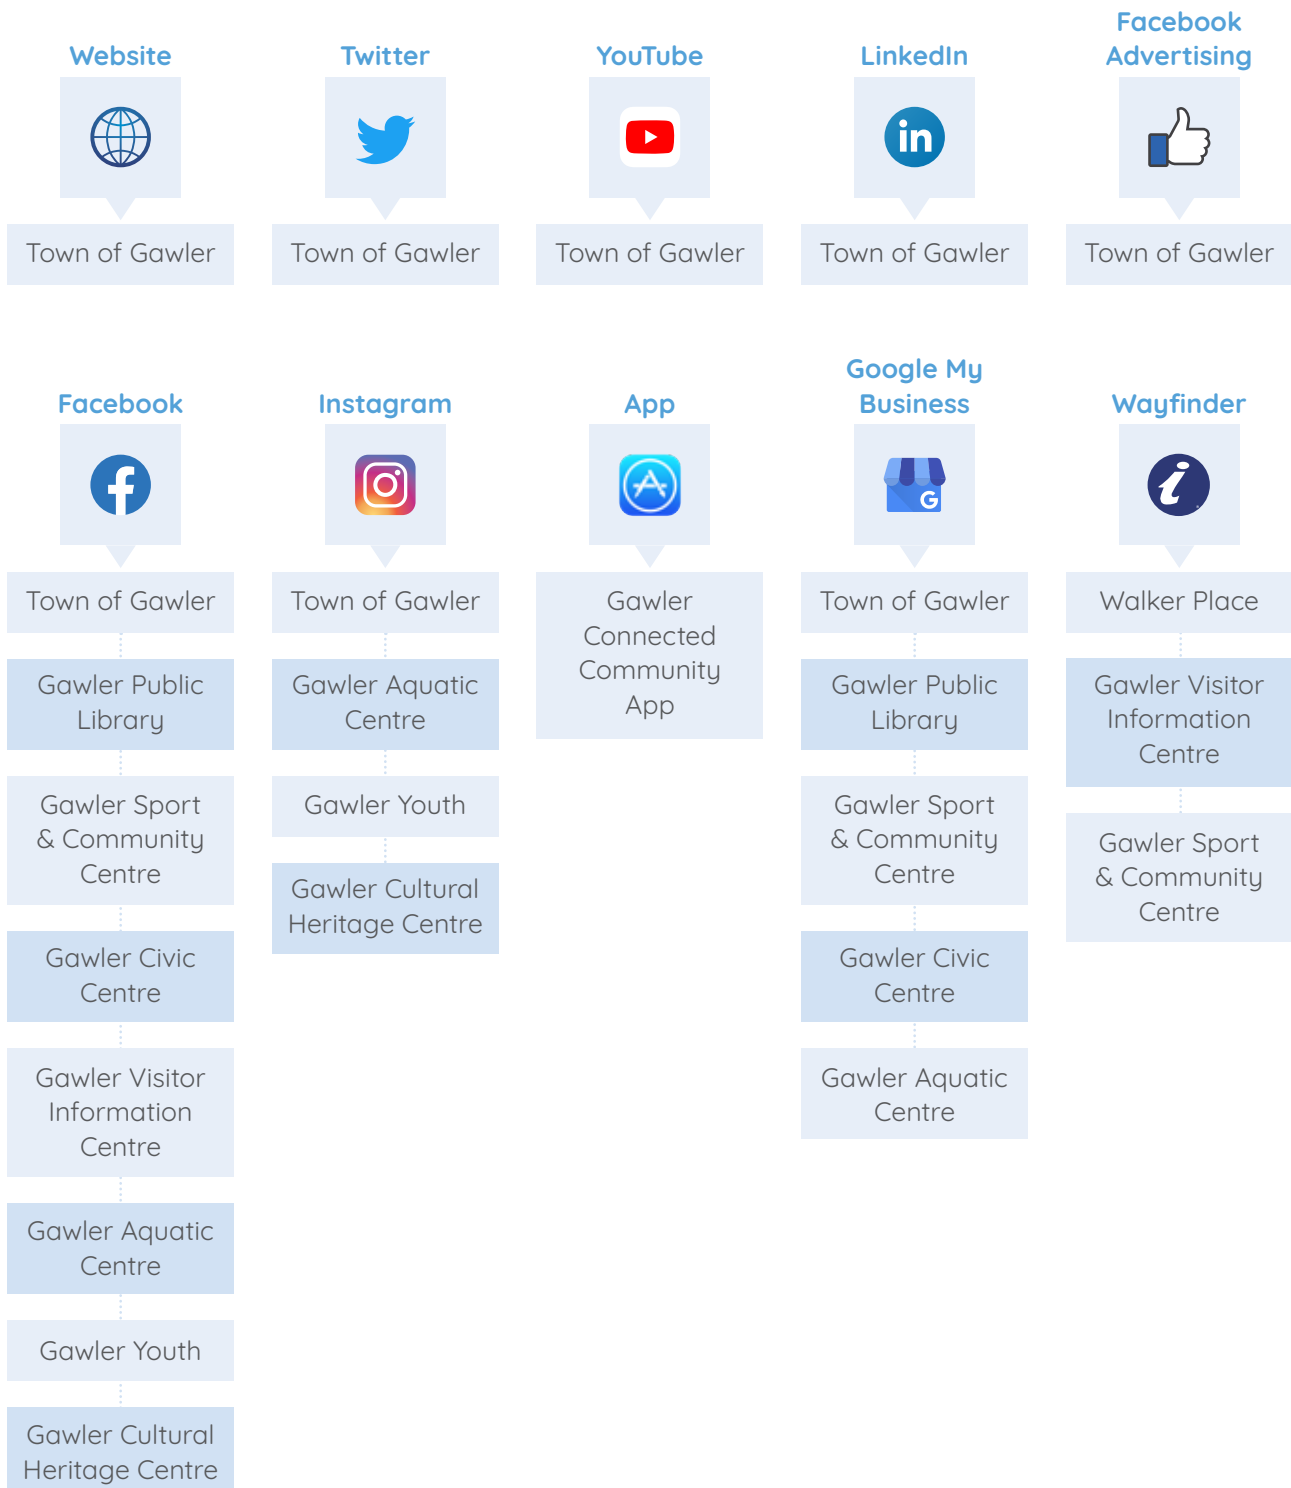 Website
Town of Gawler
Twitter
Town of Gawler
YouTube
Town of Gawler
LinkedIn
in
Town of Gawler
Facebook
Advertising
Town of Gawler
Facebook
f
Town of Gawler
Gawler Public
Library
Gawler Sport
& Community
Centre
Gawler Civic
Centre
Gawler Visitor
Information
Centre
Gawler Aquatic
Centre
Gawler Youth
Gawler Cultural
Heritage Centre
Instagram
Town of Gawler
Gawler Aquatic
Centre
Gawler Youth
Gawler Cultural
Heritage Centre
App
Gawler
Connected
Community
App
Google My
Business
G
Town of Gawler
Gawler Public
Library
Gawler Sport
& Community
Centre
Gawler Civic
Centre
Gawler Aquatic
Centre
Wayfinder
i
Walker Place
Gawler Visitor
Information
Centre
Gawler Sport
& Community
Centre